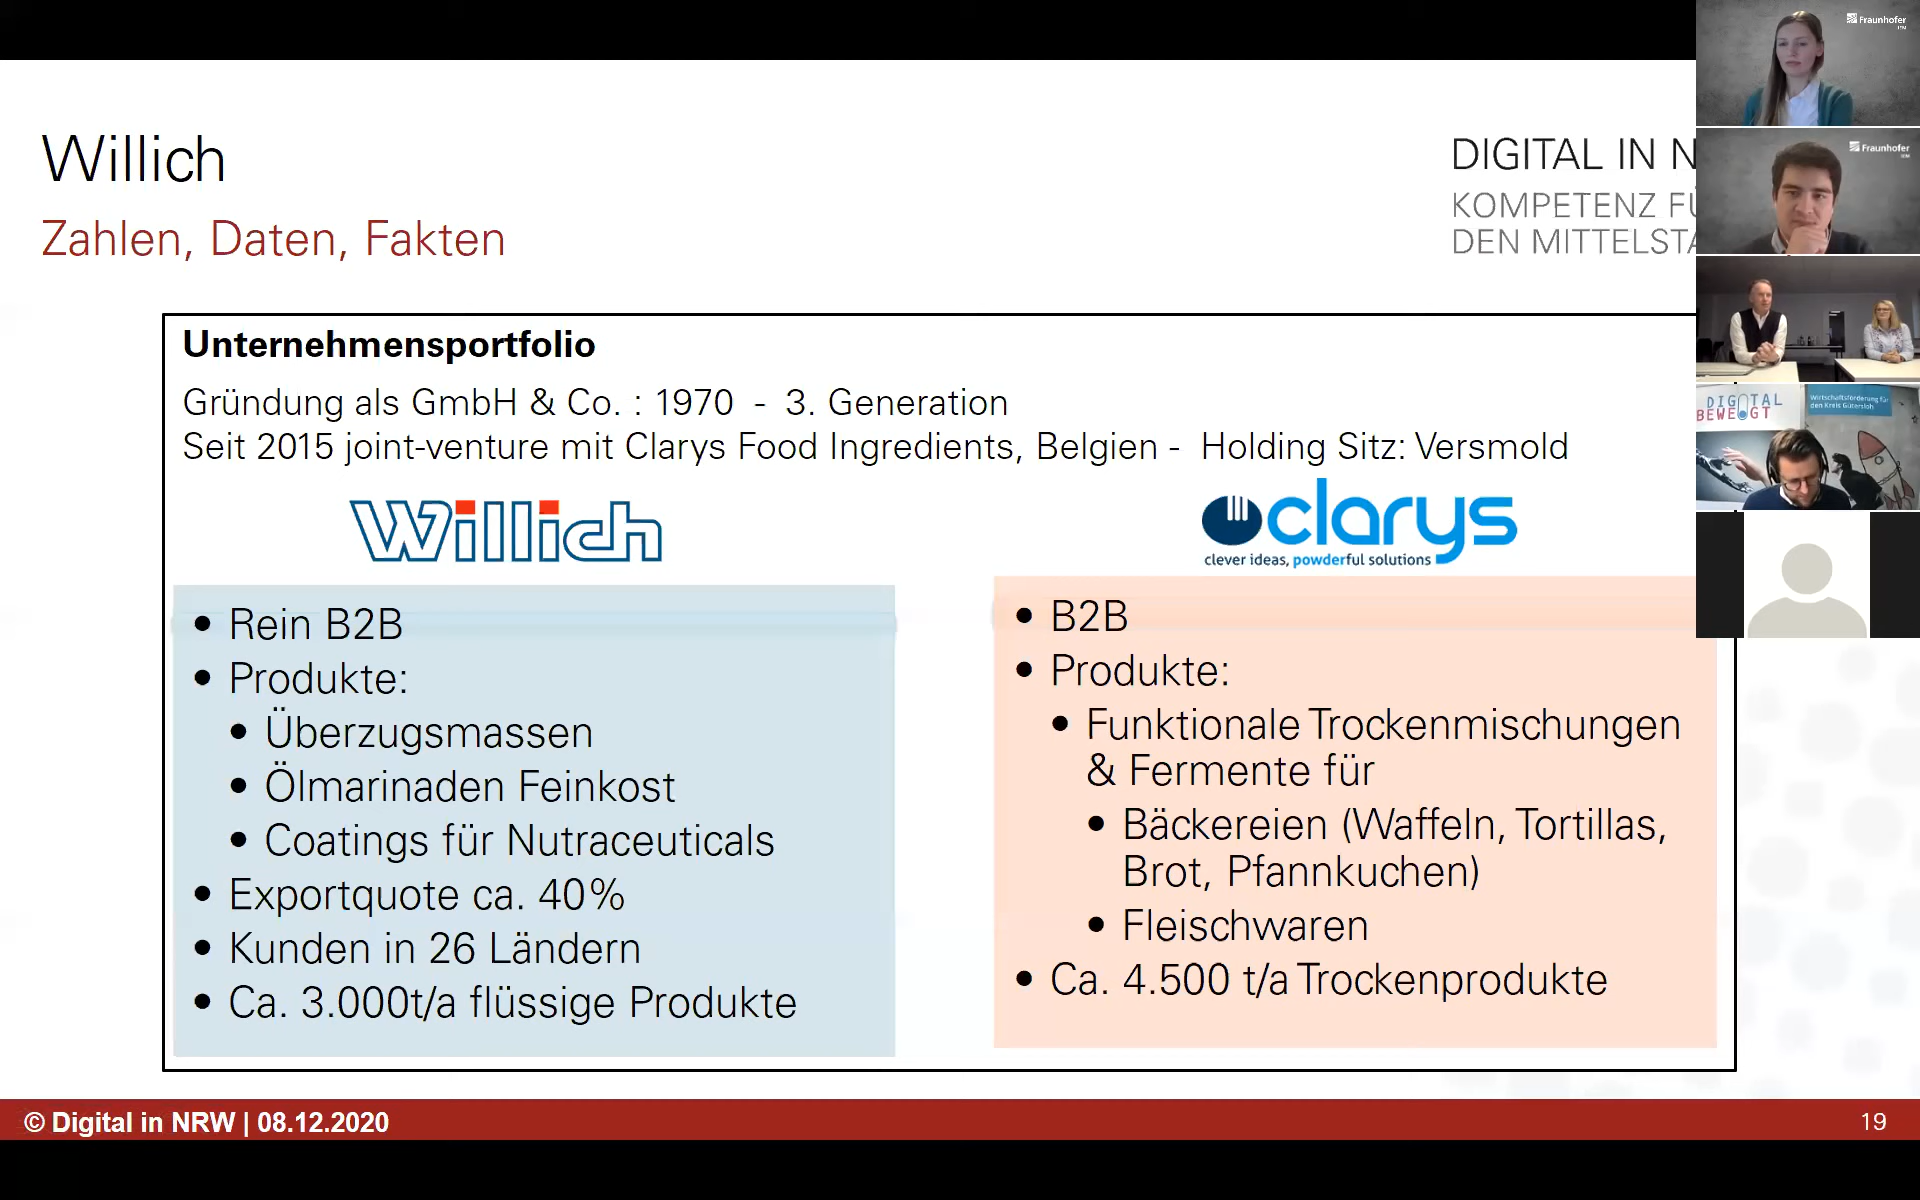 Willich
Zahlen, Daten, Fakten
DIGITAL IN N
KOMPETENZ FÜ
DEN MITTELSTA
Unternehmensportfolio
Gründung als GmbH & Co. : 1970 - 3. Generation
Seit 2015 joint-venture mit Clarys Food Ingredients, Belgien - Holding Sitz: Versmold
Willich
• Rein B2B
• Produkte:
• Überzugsmassen
• Ölmarinaden Feinkost
• Coatings für Nutraceuticals
• Exportquote ca. 40%
• Kunden in 26 Ländern
• Ca. 3.000t/a flüssige Produkte
clarys
clever ideas, powderful solutions
• B2B
• Produkte:
• Funktionale Trockenmischungen
& Fermente für
• Bäckereien (Waffeln, Tortillas,
Brot, Pfannkuchen)
• Fleischwaren
• Ca. 4.500 t/a Trockenprodukte
© Digital in NRW | 08.12.2020
19
Fraunhofer
IEM
Fraunhofer
IEM
DIGITAL
BEWEGT
Wirtschaftsförderung für
den Kreis Gütersloh